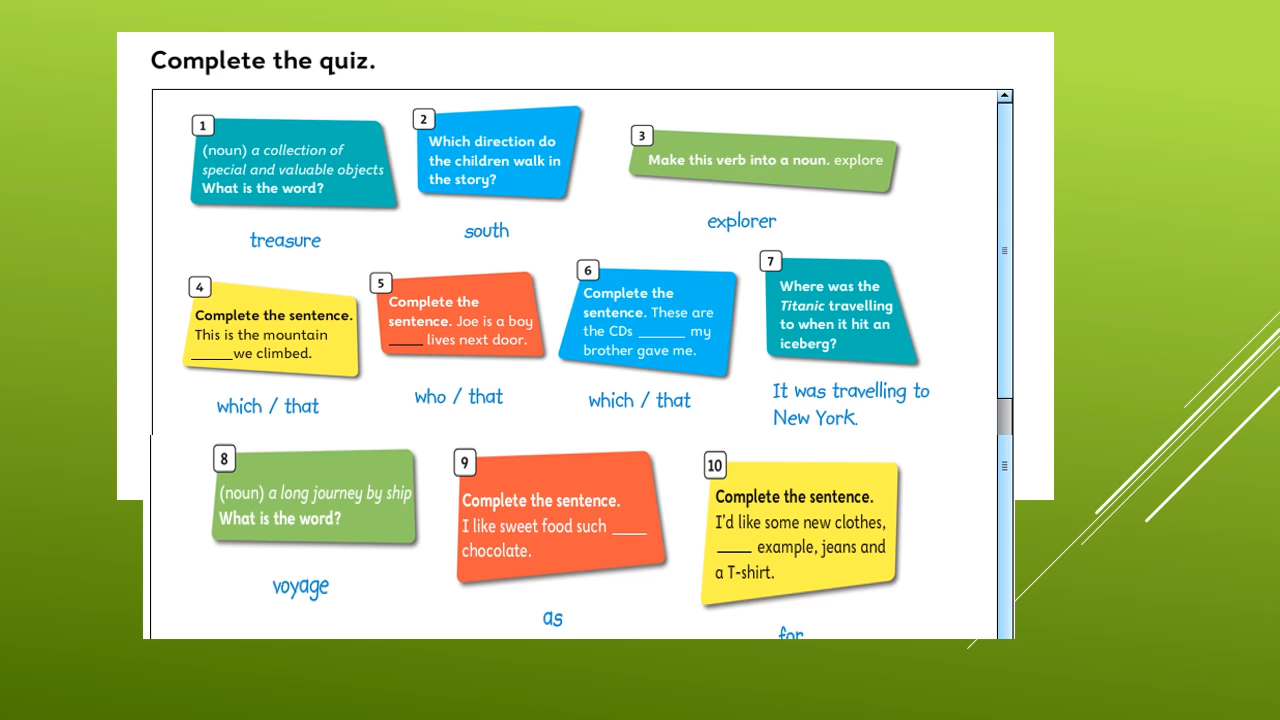 Complete the quiz.
1
(noun) a collection of
special and valuable objects
What is the word?
treasure
2
Which direction do
the children walk in
the story?
south
3
Make this verb into a noun. explore
explorer
4
Complete the sentence.
This is the mountain
______we climbed.
which / that
5
Complete the
sentence. Joe is a boy
_____ lives next door.
who / that
6
Complete the
sentence. These are
the CDs _______ my
brother gave me.
which / that
7
Where was the
Titanic travelling
to when it hit an
iceberg?
It was travelling to
New York.
8
(noun) a long journey by ship
What is the word?
voyage
9
Complete the sentence.
I like sweet food such ____
chocolate.
as
10
Complete the sentence.
I'd like some new clothes,
____ example, jeans and
a T-shirt.
for